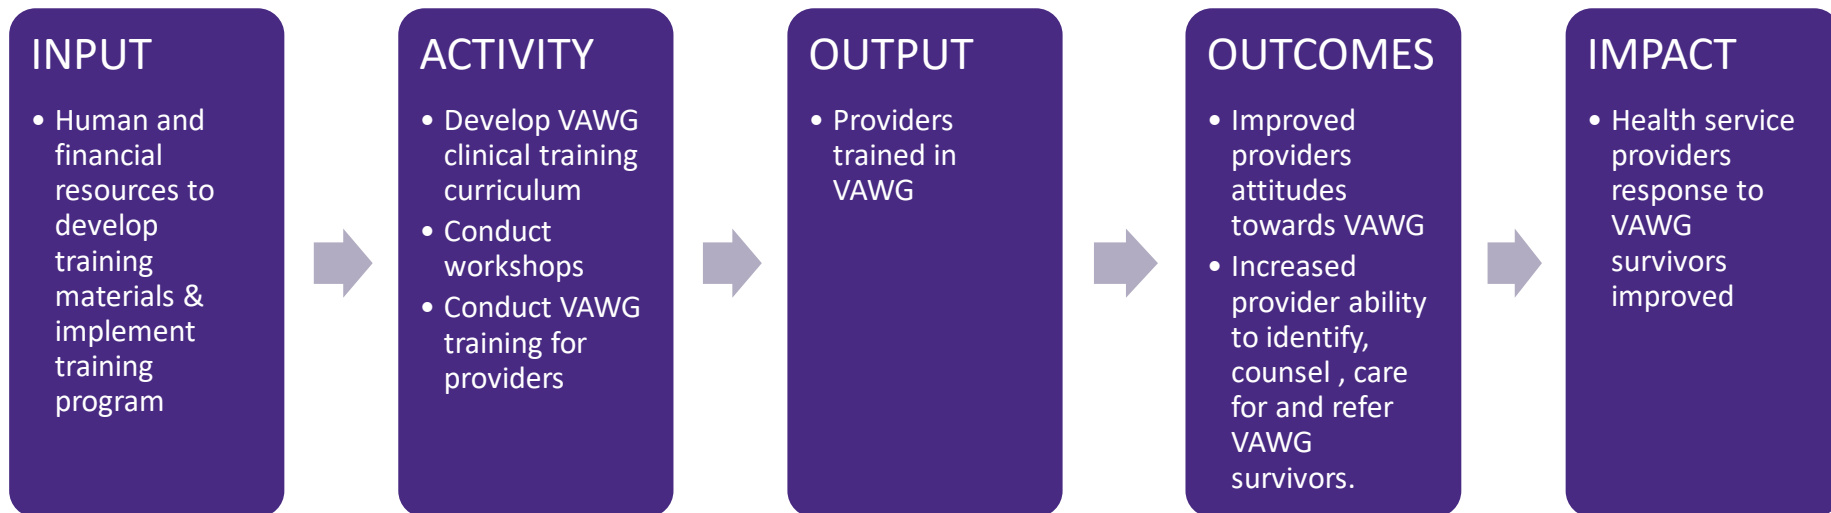 INPUT
• Human and
financial
resources to
develop
training
materials &
implement
training
program
ACTIVITY
• Develop VAWG
clinical training
curriculum
• Conduct
workshops
• Conduct VAWG
training for
providers
OUTPUT
• Providers
trained in
VAWG
OUTCOMES
• Improved
providers
attitudes
towards VAWG
• Increased
provider ability
to identify,
counsel , care
for and refer
VAWG
survivors.
IMPACT
• Health service
providers
response to
VAWG
survivors
improved